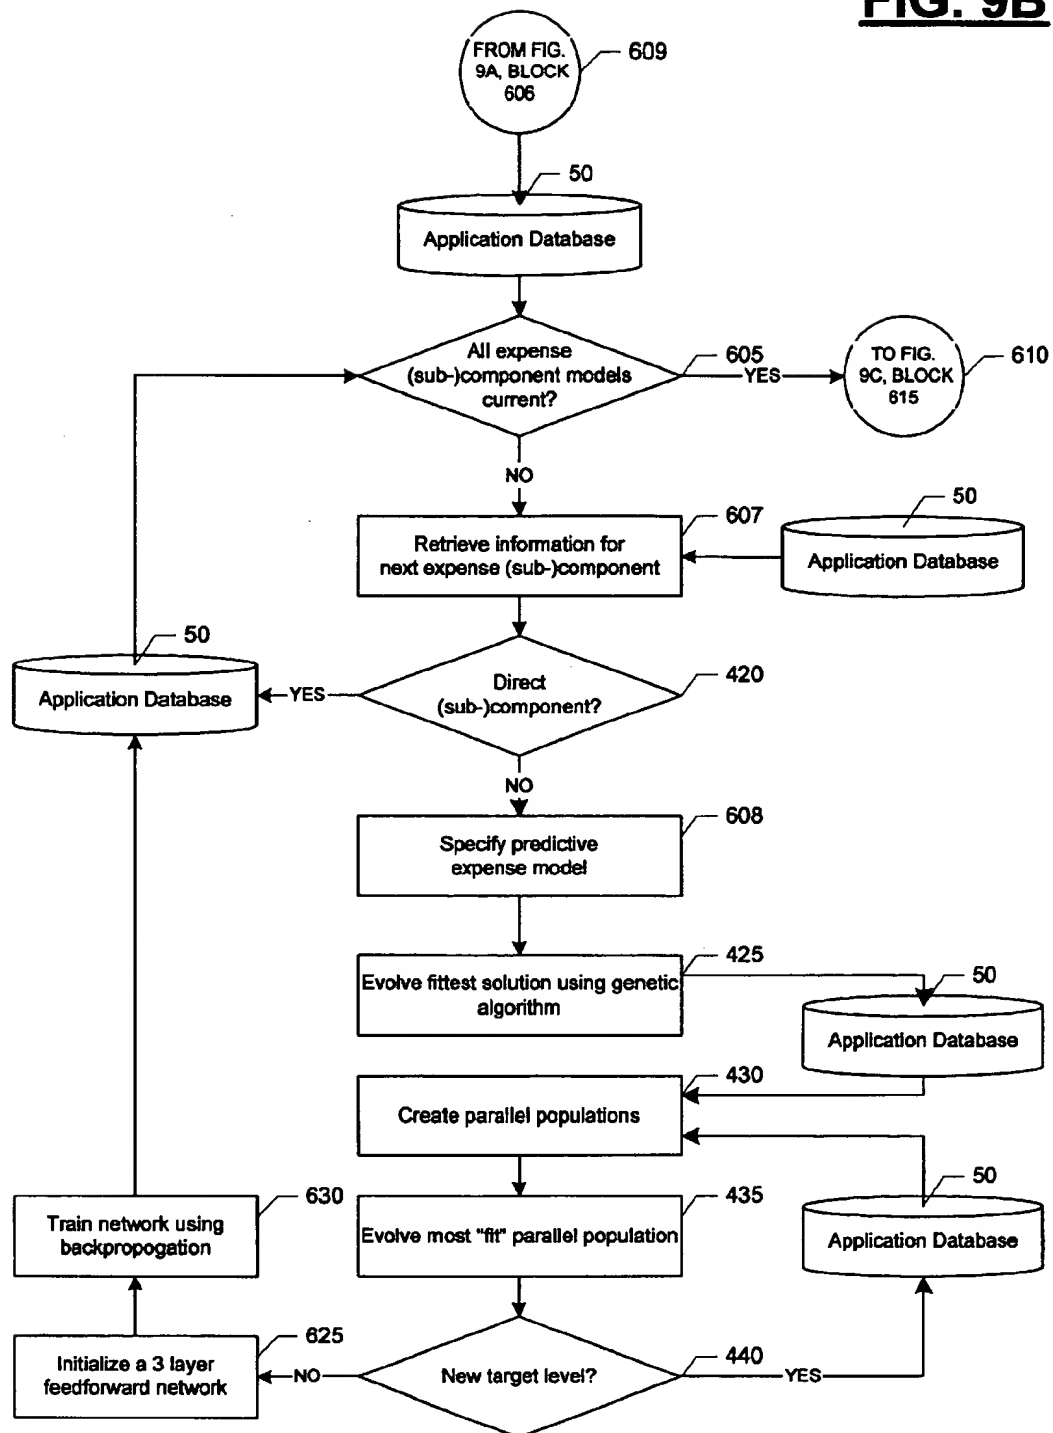 FIG. 9B
FROM FIG.
9A, BLOCK
606
609
50
Application Database
All expense
(sub-)component models
current?
605
YES
TO FIG.
9C, BLOCK
615
610
NO
Retrieve information for
next expense (sub-)component
607
50
Application Database
50
Application Database
YES
Direct
(sub-)component?
420
NO
Specify predictive
expense model
608
Evolve fittest solution using genetic
algorithm
425
50
Application Database
Create parallel populations
430
Evolve most "fit" parallel population
435
50
Application Database
Train network using
backpropogation
630
Initialize a 3 layer
feedforward network
625
NO
New target level?
440
YES